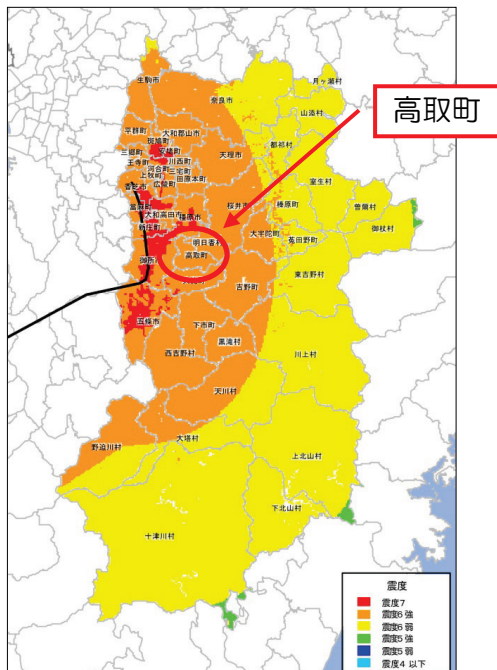 高取町
生駒市
奈良市
月ヶ瀬村
山添村
平群町
大和郡山市
斑鳩町
安堵町
都祁村
三郷町
川西町
天理市
王寺町
河合町
三宅町
上牧町
田原本町
室生村
香芝市
広陵町
曽爾村
當麻町
桜井市
榛原町
大和高田市
橿原市
御杖村
新庄町
大宇陀町
菟田野町
明日香村
御所市
高取町
東吉野村
吉野町
五條市
下市町
黒滝村
西吉野村
川上村
天川村
大塔村
野迫川村
上北山村
下北山村
十津川村
震度
震度7
震度6強
震度6弱
震度5強
震度5弱
震度4 以下